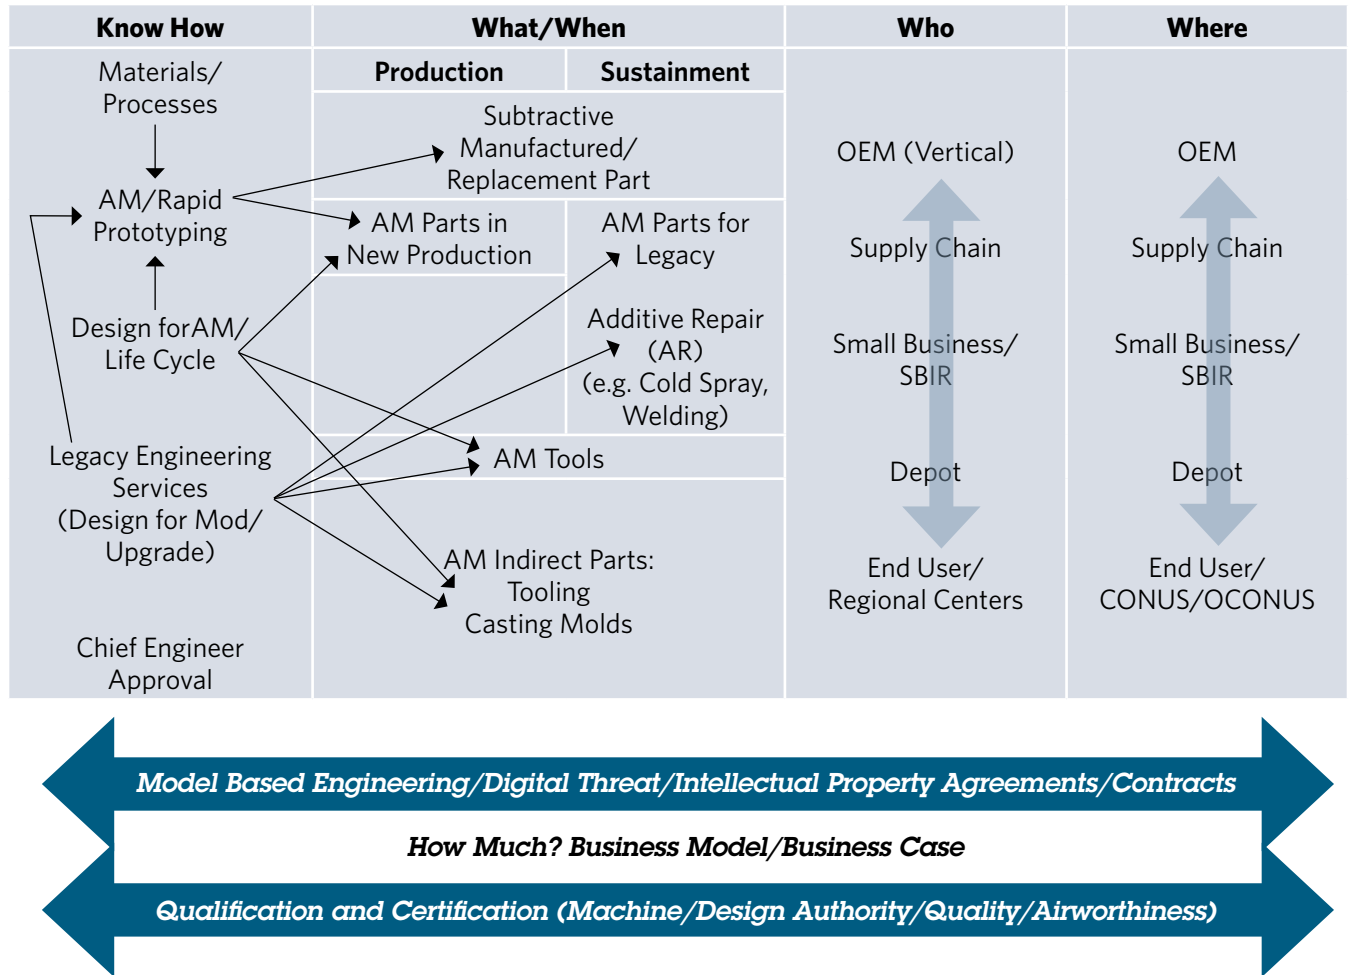 Know How
What/When
Who
Where
Materials/
Processes
AM/Rapid
Prototyping
Design forAM/
Life Cycle
Legacy Engineering
Services
(Design for Mod/
Upgrade)
Chief Engineer
Approval
Production
Sustainment
Subtractive
Manufactured/
Replacement Part
AM Parts in
New Production
AM Parts for
Legacy
Additive Repair
(AR)
(e.g. Cold Spray,
Welding)
AM Tools
AM Indirect Parts:
Tooling
Casting Molds
OEM (Vertical)
Supply Chain
Small Business/
SBIR
Depot
End User/
Regional Centers
OEM
Supply Chain
Small Business/
SBIR
Depot
End User/
CONUS/OCONUS
Model Based Engineering/Digital Threat/Intellectual Property Agreements/Contracts
How Much? Business Model/Business Case
Qualification and Certification (Machine/Design Authority/Quality/Airworthiness)